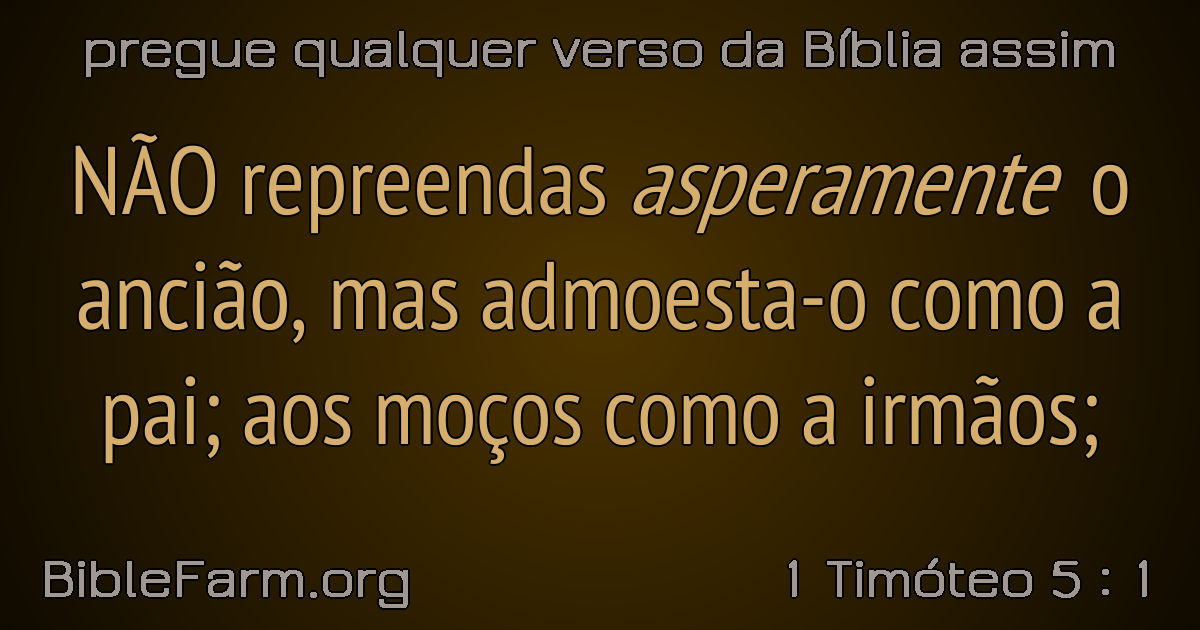 pregue qualquer verso da Bíblia assim
NÃO repreendas asperamente o
ancião, mas admoesta-o como a
pai; aos moços como a irmãos;
BibleFarm.org
1 Timóteo 5 : 1